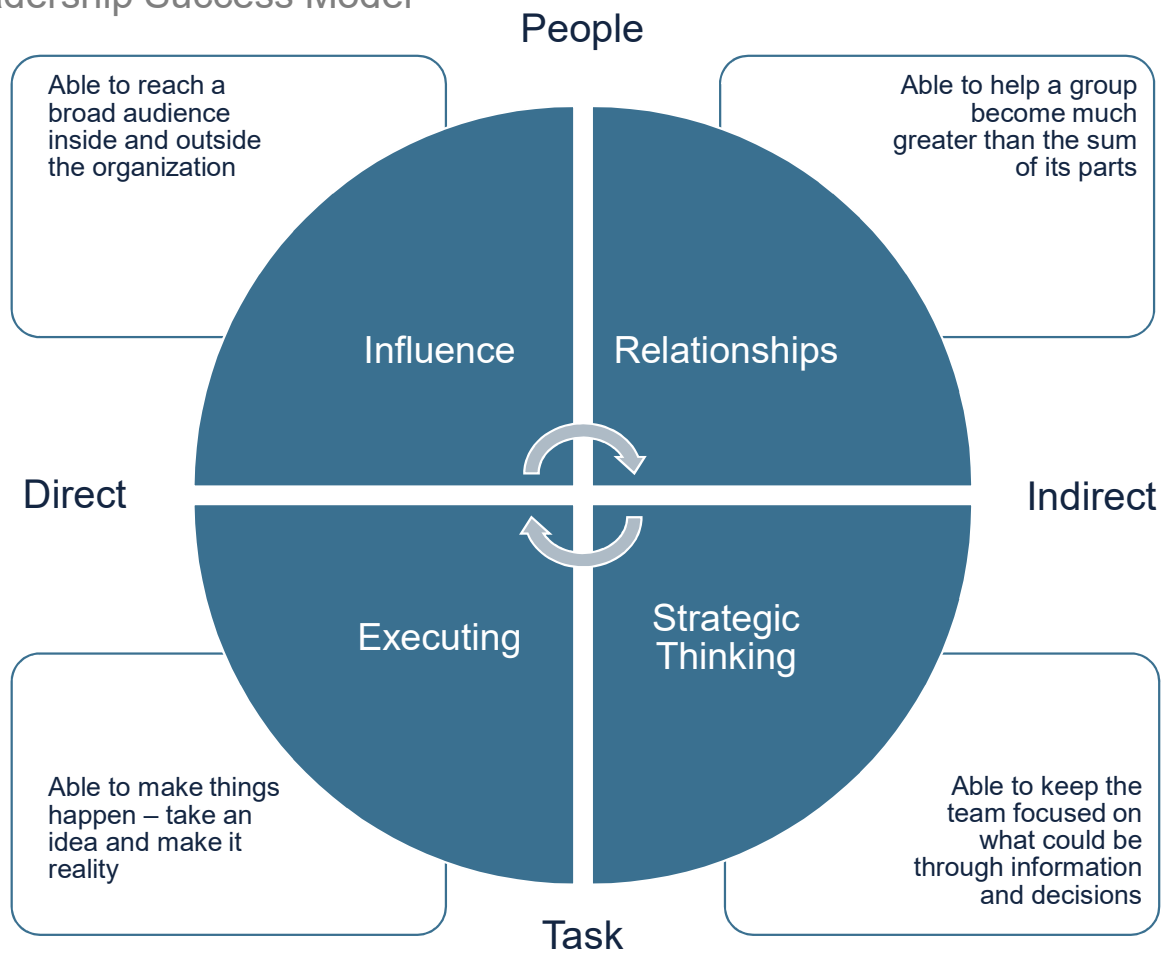 Leadership Success Model
People
Able to reach a
broad audience
inside and outside
the organization
Able to help a group
become much
greater than the sum
of its parts
Influence
Relationships
Direct
Indirect
Executing
Strategic
Thinking
Able to make things
happen – take an
idea and make it
reality
Able to keep the
team focused on
what could be
through information
and decisions
Task